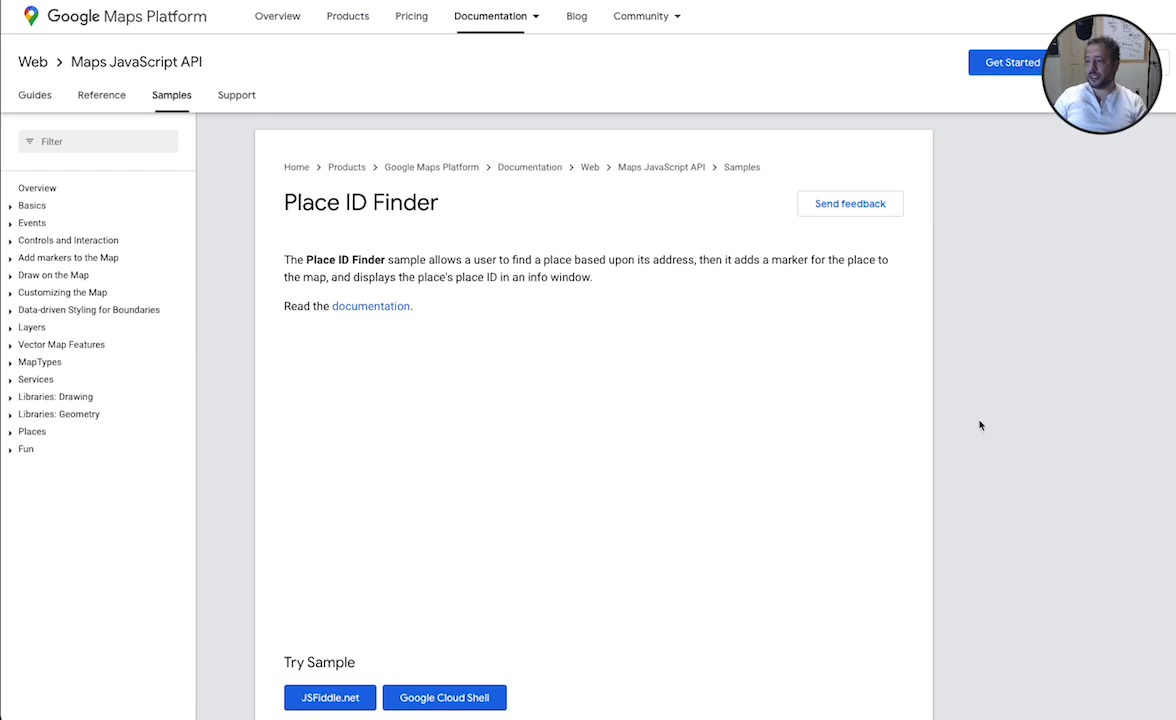 Google Maps Platform
Overview
Products
Pricing
Documentation
Blog
Community
Web
Maps JavaScript API
Get Started
Guides
Reference
Samples
Support
Filter
Overview
Basics
Events
Controls and Interaction
Add markers to the Map
Draw on the Map
Customizing the Map
Data-driven Styling for Boundaries
Layers
Vector Map Features
MapTypes
Services
Libraries: Drawing
Libraries: Geometry
Places
Fun
Home
Products
Google Maps Platform
Documentation
Web
Maps JavaScript API
Samples
Place ID Finder
Send feedback
The Place ID Finder sample allows a user to find a place based upon its address, then it adds a marker for the place to
the map, and displays the place's place ID in an info window.
Read the documentation.
Try Sample
JSFiddle.net
Google Cloud Shell